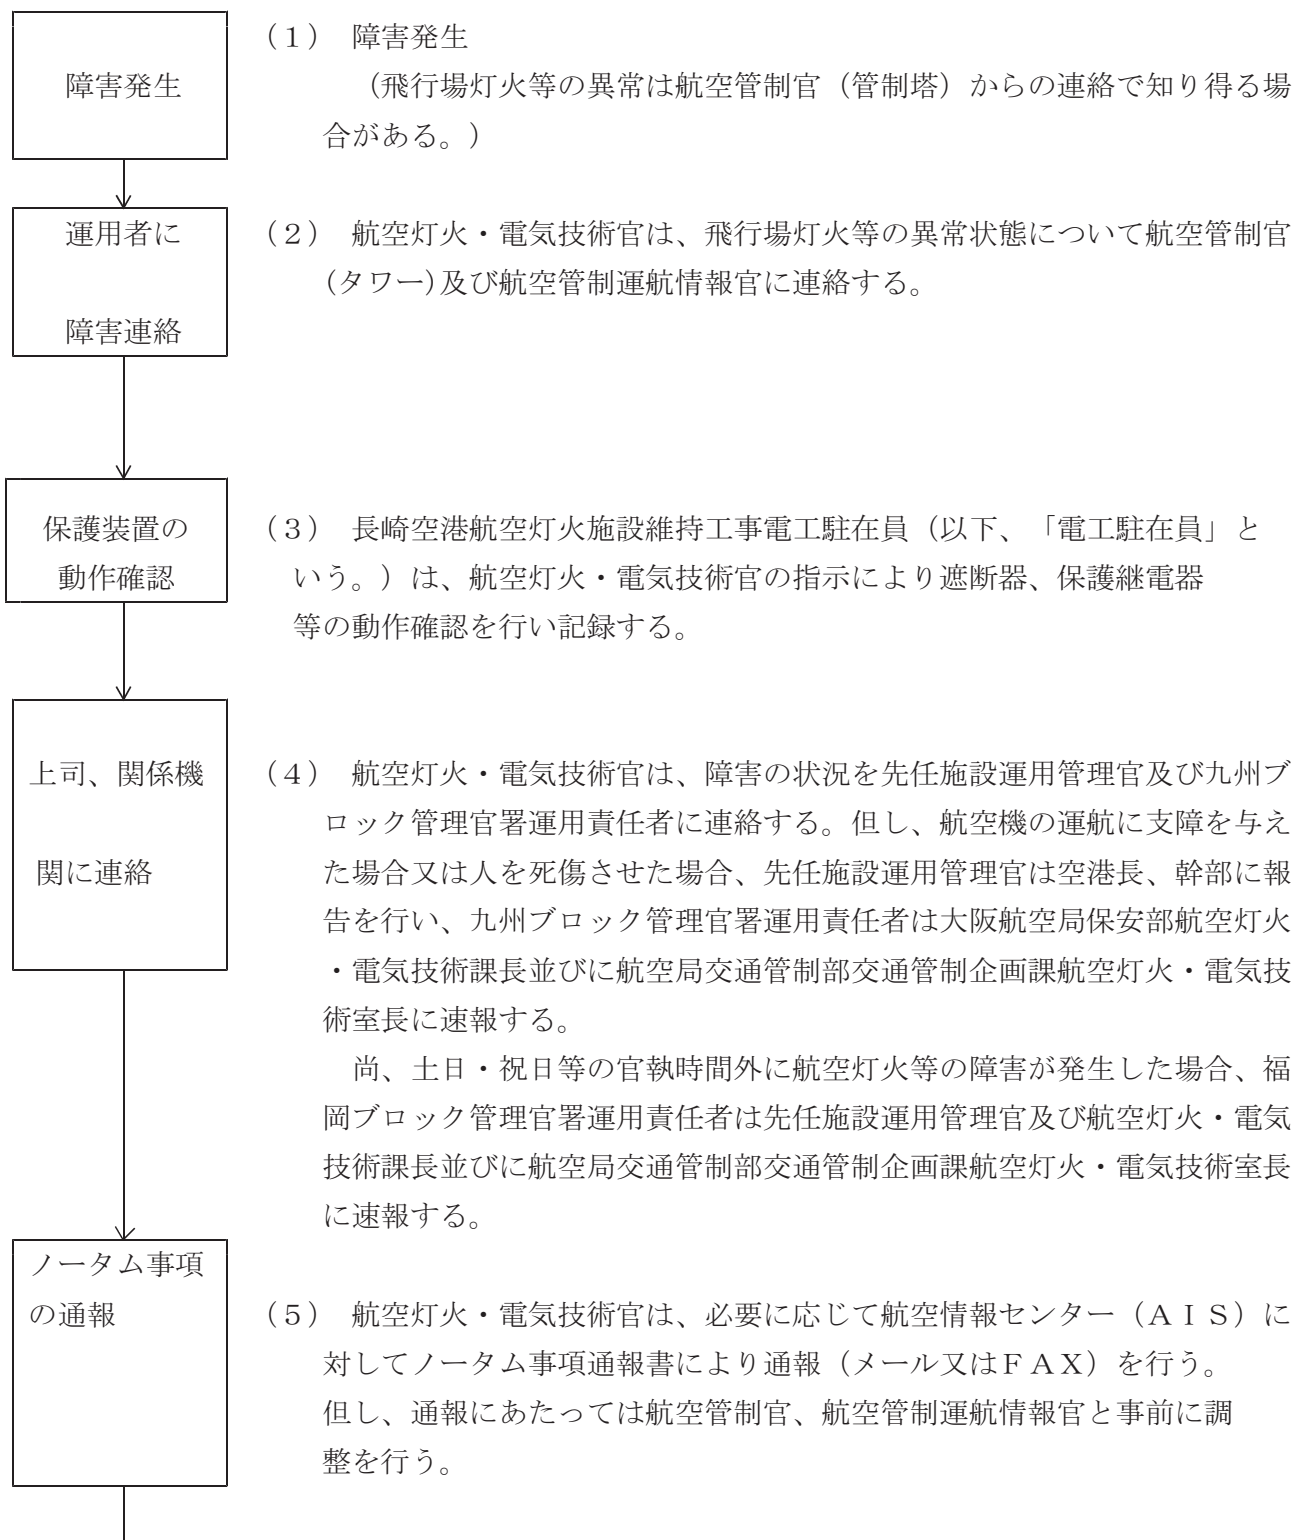 障害発生
（１）　障害発生
（飛行場灯火等の異常は航空管制官（管制塔）からの連絡で知り得る場
合がある。）
運用者に
障害連絡
（２）　航空灯火・電気技術官は、飛行場灯火等の異常状態について航空管制官
(タワー)及び航空管制運航情報官に連絡する。
保護装置の
動作確認
（３）　長崎空港航空灯火施設維持工事電工駐在員（以下、「電工駐在員」と
いう。）は、航空灯火・電気技術官の指示により遮断器、保護継電器
等の動作確認を行い記録する。
上司、関係機
関に連絡
（４）　航空灯火・電気技術官は、障害の状況を先任施設運用管理官及び九州ブ
ロック管理官署運用責任者に連絡する。但し、航空機の運航に支障を与え
た場合又は人を死傷させた場合、先任施設運用管理官は空港長、幹部に報
告を行い、九州ブロック管理官署運用責任者は大阪航空局保安部航空灯火
・電気技術課長並びに航空局交通管制部交通管制企画課航空灯火・電気技
術室長に速報する。
尚、土日・祝日等の官執時間外に航空灯火等の障害が発生した場合、福
岡ブロック管理官署運用責任者は先任施設運用管理官及び航空灯火・電気
技術課長並びに航空局交通管制部交通管制企画課航空灯火・電気技術室長
に速報する。
ノータム事項
の通報
（５）　航空灯火・電気技術官は、必要に応じて航空情報センター（ＡＩＳ）に
対してノータム事項通報書により通報（メール又はＦＡＸ）を行う。
但し、通報にあたっては航空管制官、航空管制運航情報官と事前に調
整を行う。